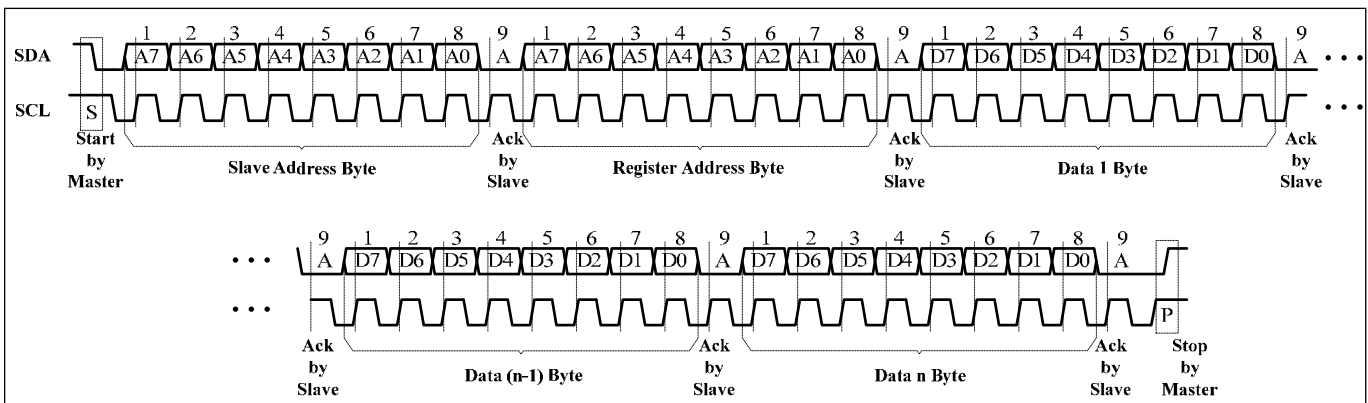 1 2 3 4 5 6 7 8 9 1 2 3 4 5 6 7 8 9 1 2 3 4 5 6 7 8 9
SDA A7 A6 A5 A4 A3 A2 A1 A0 A A7 A6 A5 A4 A3 A2 A1 A0 A D7 D6 D5 D4 D3 D2 D1 D0 A
SCL S
Start by Master
Slave Address Byte
Ack by Slave
Register Address Byte
Ack by Slave
Data 1 Byte
Ack by Slave
9 1 2 3 4 5 6 7 8 9 1 2 3 4 5 6 7 8 9
A D7 D6 D5 D4 D3 D2 D1 D0 A D7 D6 D5 D4 D3 D2 D1 D0 A
P
Ack by Slave
Data (n-1) Byte
Ack by Slave
Data n Byte
Ack by Slave
Stop by Master